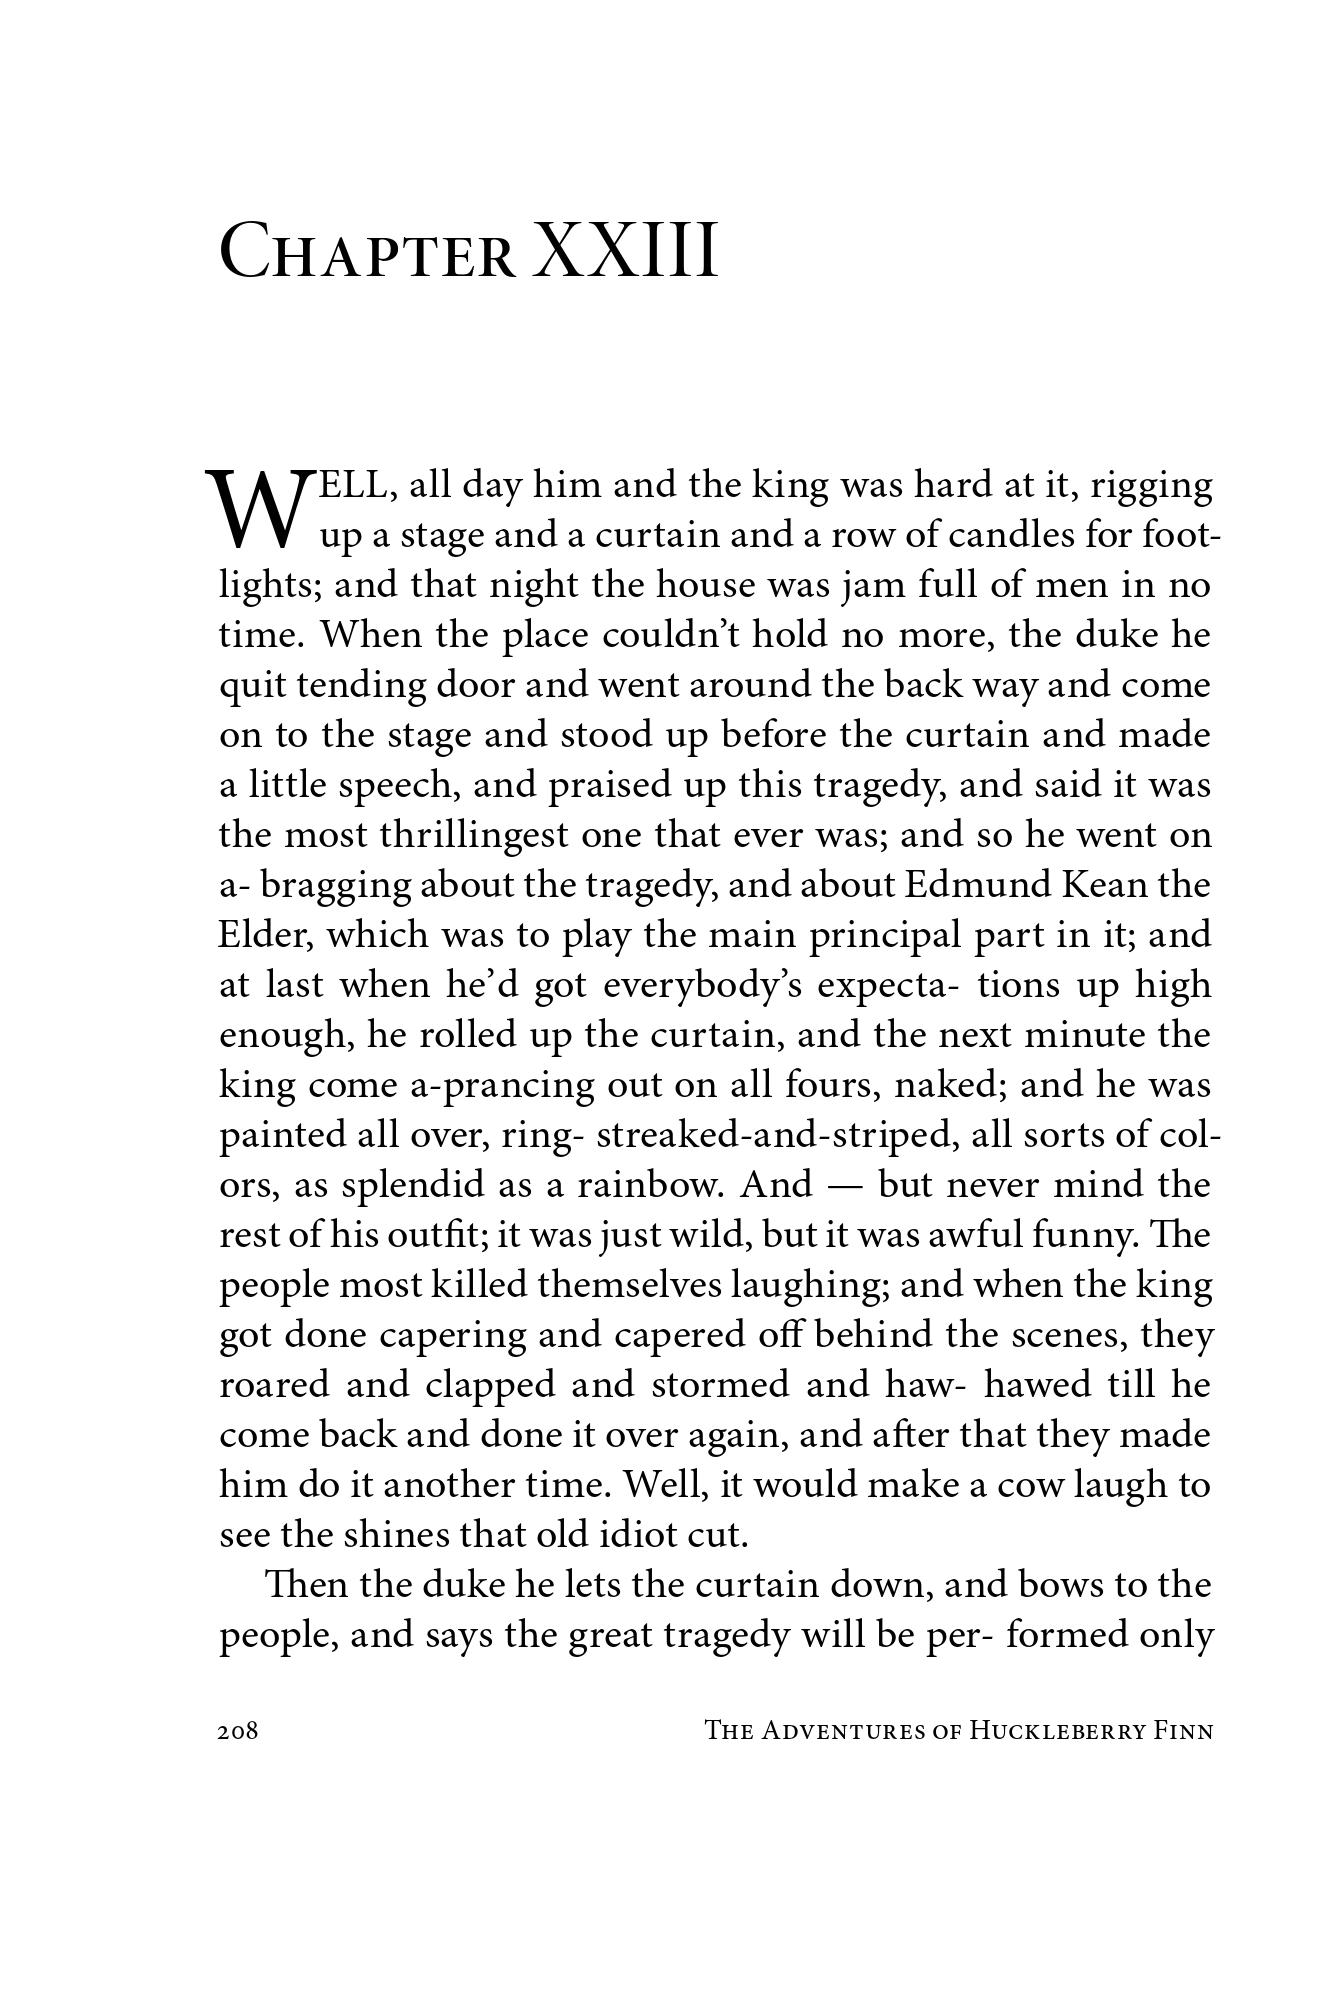 Chapter XXIII
WELL, all day him and the king was hard at it, rigging
up a stage and a curtain and a row of candles for foot-
lights; and that night the house was jam full of men in no
time. When the place couldn’t hold no more, the duke he
quit tending door and went around the back way and come
on to the stage and stood up before the curtain and made
a little speech, and praised up this tragedy, and said it was
the most thrillingest one that ever was; and so he went on
a- bragging about the tragedy, and about Edmund Kean the
Elder, which was to play the main principal part in it; and
at last when he’d got everybody’s expecta- tions up high
enough, he rolled up the curtain, and the next minute the
king come a-prancing out on all fours, naked; and he was
painted all over, ring- streaked-and-striped, all sorts of col-
ors, as splendid as a rainbow. And — but never mind the
rest of his outfit; it was just wild, but it was awful funny. The
people most killed themselves laughing; and when the king
got done capering and capered off behind the scenes, they
roared and clapped and stormed and haw- hawed till he
come back and done it over again, and after that they made
him do it another time. Well, it would make a cow laugh to
see the shines that old idiot cut.
Then the duke he lets the curtain down, and bows to the
people, and says the great tragedy will be per- formed only
208 The Adventures of Huckleberry Finn